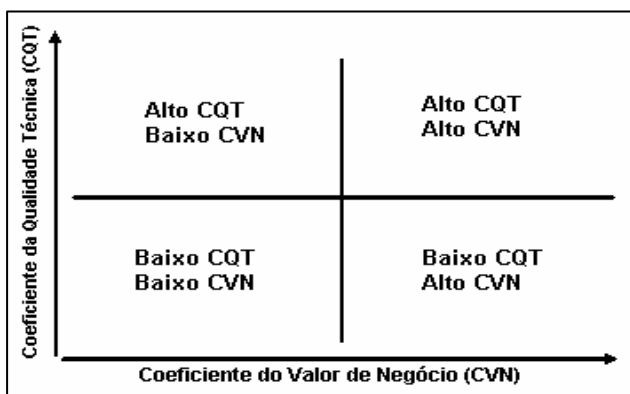 Coeficiente da Qualidade Técnica (CQT)
Alto CQT
Baixo CVN
Alto CQT
Alto CVN
Baixo CQT
Baixo CVN
Baixo CQT
Alto CVN
Coeficiente do Valor de Negócio (CVN)